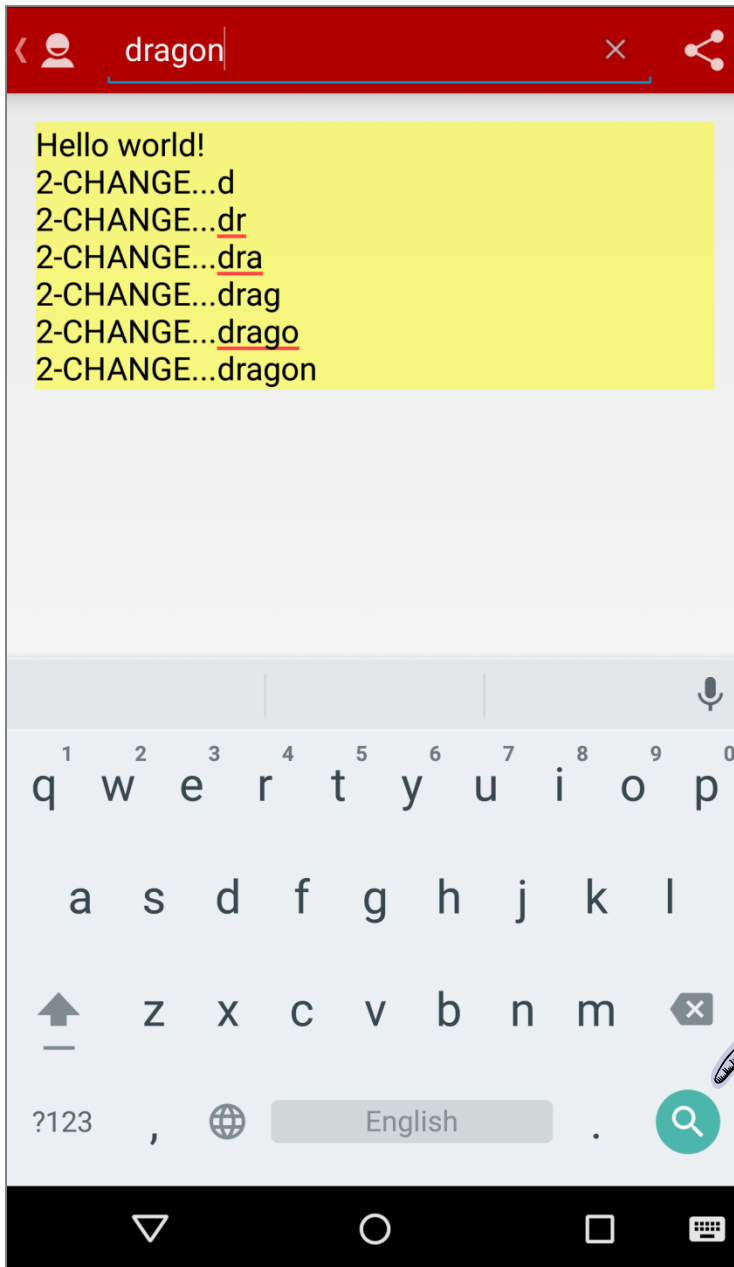 dragon
Hello world!
2-CHANGE...d
2-CHANGE...dr
2-CHANGE...dra
2-CHANGE...drag
2-CHANGE...drago
2-CHANGE...dragon
1 2 3 4 5 6 7 8 9 0
q w e r t y u i o p
a s d f g h j k l
z x c v b n m
?123 , English .